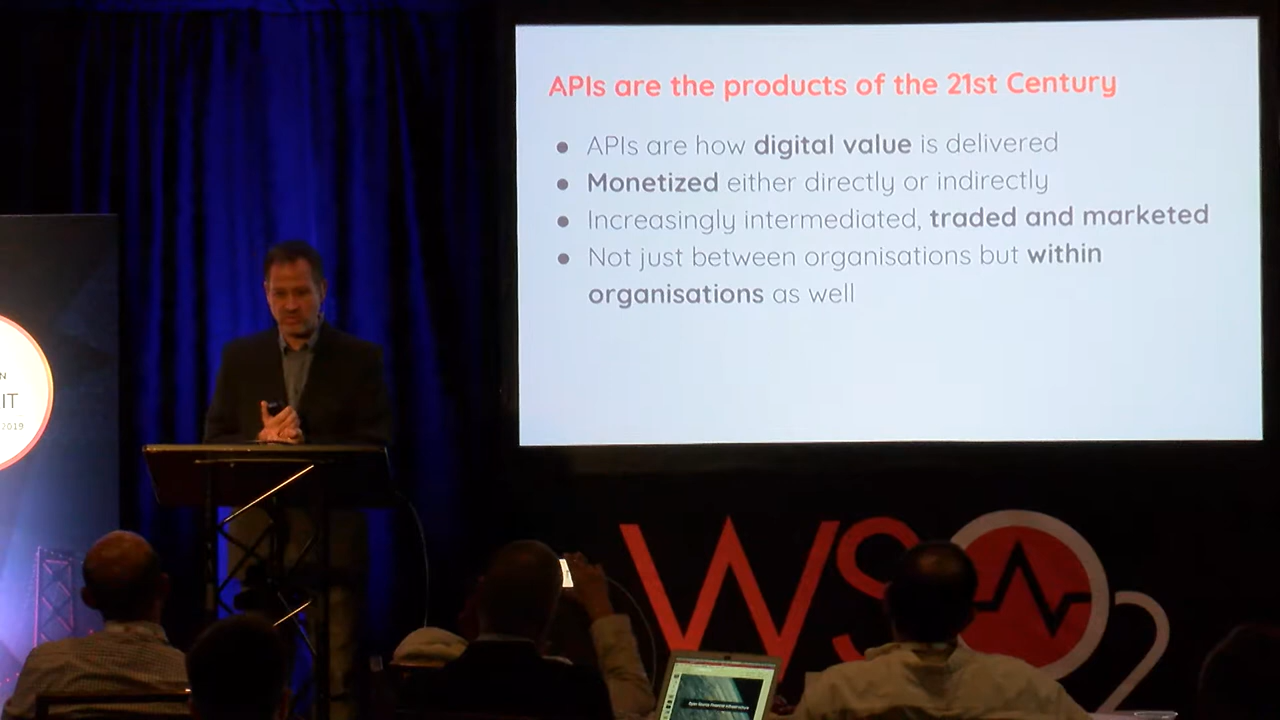 APIs are the products of the 21st Century
● APIs are how digital value is delivered
● Monetized either directly or indirectly
● Increasingly intermediated, traded and marketed
● Not just between organisations but within
organisations as well
N
IT
2019
WSO2